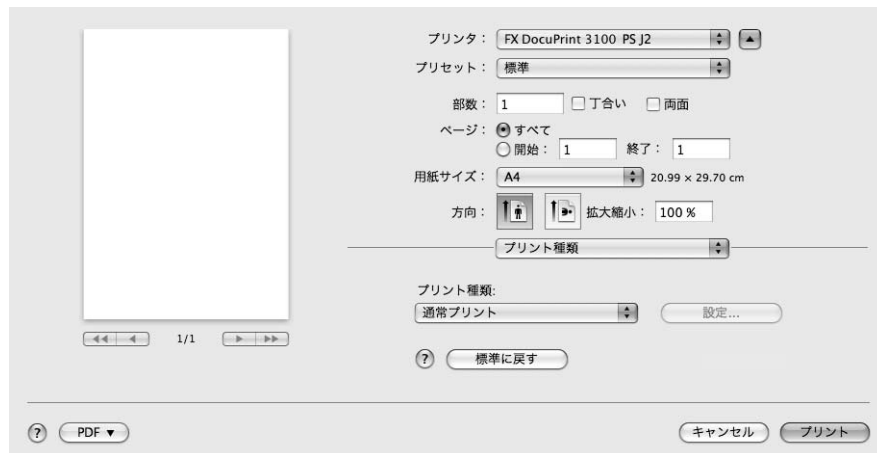 プリンタ： FX DocuPrint 3100 PS J2
プリセット： 標準
部数： 1 丁合い 両面
ページ： すべて
開始： 1 終了： 1
用紙サイズ： A4 20.99 × 29.70 cm
方向： 拡大縮小： 100 %
プリント種類
プリント種類:
通常プリント 設定...
1/1
? 標準に戻す
? PDF ▼ キャンセル プリント